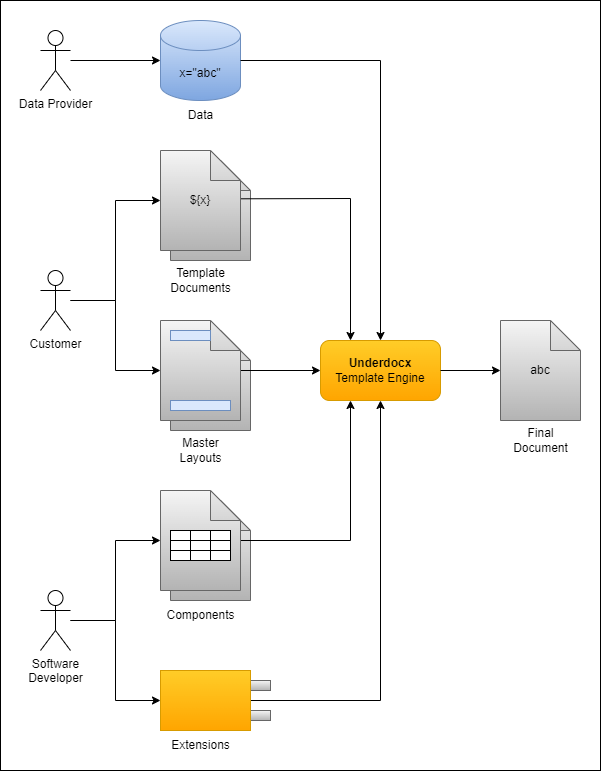 x="abc"
Data Provider
Data
${x}
Template
Documents
Customer
Underdocx
Template Engine
abc
Master
Layouts
Final
Document
Components
Software
Developer
Extensions